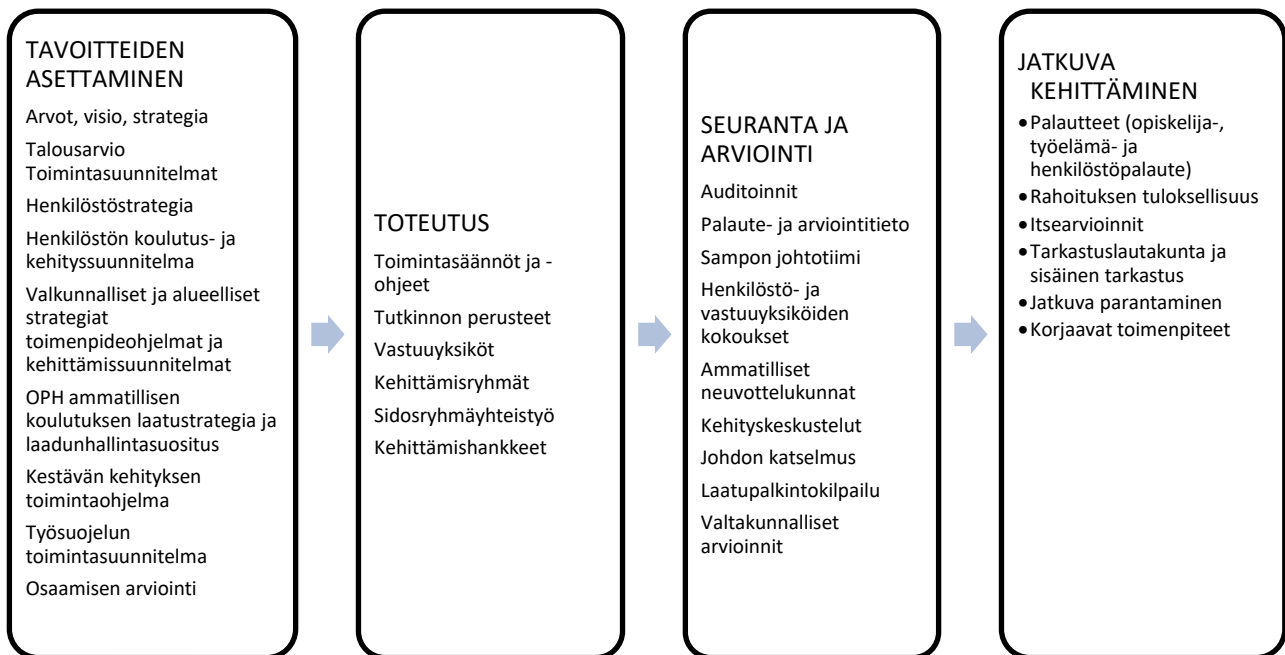 TAVOITTEIDEN
ASETTAMINEN
Arvot, visio, strategia
Talousarvio
Toimintasuunnitelmat
Henkilöstöstrategia
Henkilöstön koulutus- ja
kehityssuunnitelma
Valkunnalliset ja alueelliset
strategiat
toimenpideohjelmat ja
kehittämissuunnitelmat
OPH ammatillisen
koulutuksen laatustrategia ja
laadunhallintasuositus
Kestävän kehityksen
toimintaohjelma
Työsuojelun
toimintasuunnitelma
Osaamisen arviointi
TOTEUTUS
Toimintasäännöt ja -
ohjeet
Tutkinnon perusteet
Vastuuyksiköt
Kehittämisryhmät
Sidosryhmäyhteistyö
Kehittämishankkeet
SEURANTA JA
ARVIOINTI
Auditoinnit
Palaute- ja arviointitieto
Sampon johtotiimi
Henkilöstö- ja
vastuuyksiköiden
kokoukset
Ammatilliset
neuvottelukunnat
Kehityskeskustelut
Johdon katselmus
Laatupalkintokilpailu
Valtakunnalliset
arvioinnit
JATKUVA
KEHITTÄMINEN
•Palautteet (opiskelija-,
työelämä- ja
henkilöstöpalaute)
•Rahoituksen tuloksellisuus
•Itsearvioinnit
•Tarkastuslautakunta ja
sisäinen tarkastus
•Jatkuva parantaminen
•Korjaavat toimenpiteet